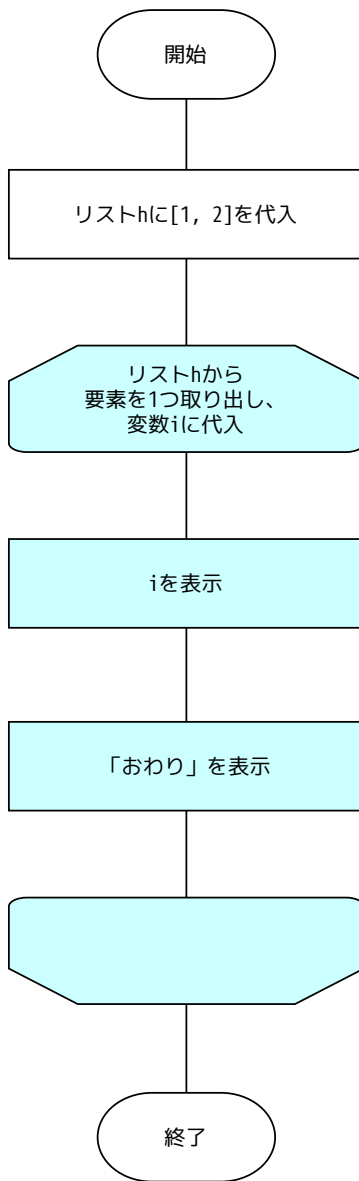 開始
リストhに[1, 2]を代入
リストhから
要素を1つ取り出し、
変数iに代入
iを表示
「おわり」を表示
終了